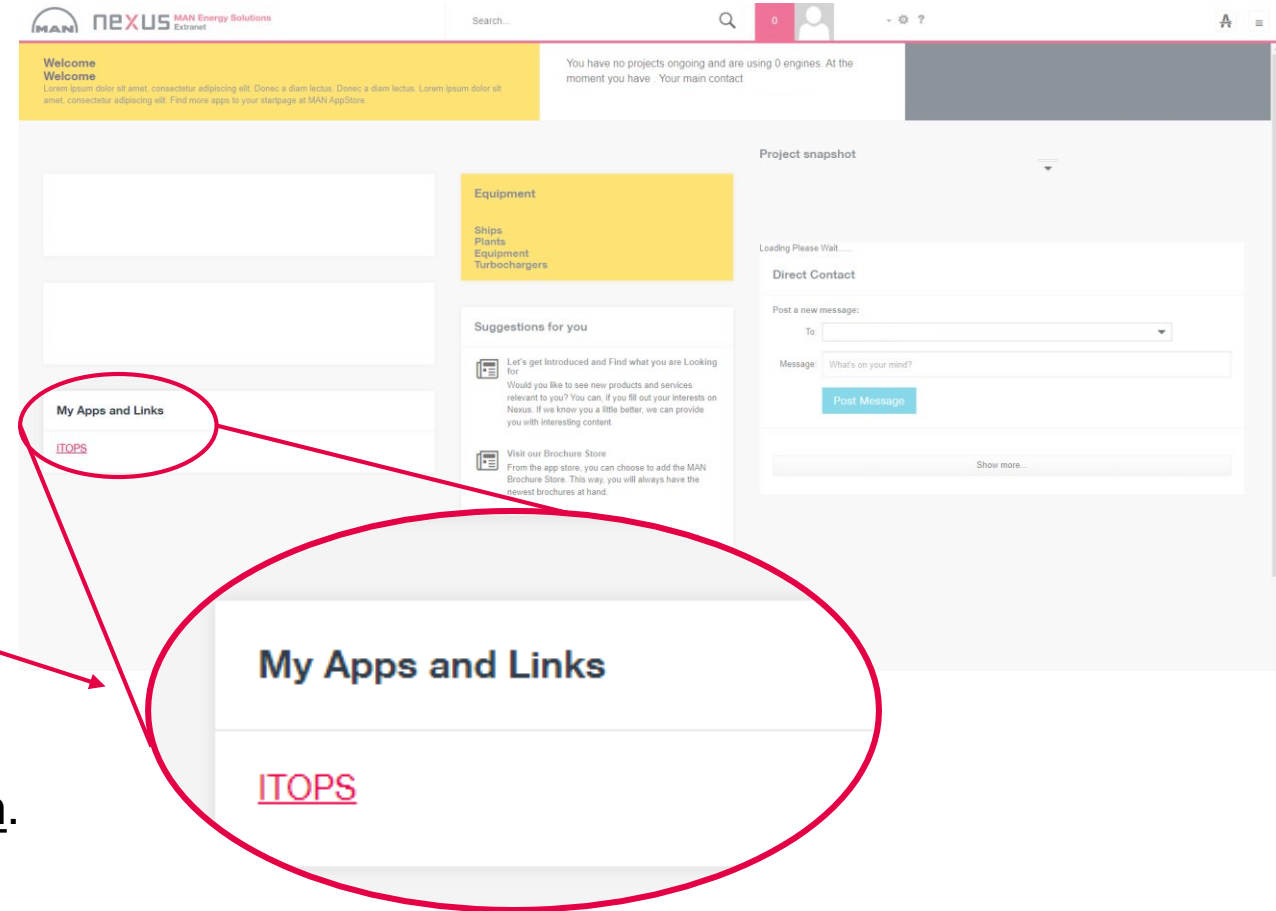 MAN
nexus MAN Energy Solutions
Extranet
Search...
0
?
A
Welcome
Welcome
Lorem ipsum dolor sit amet, consectetur adipiscing elit. Donec a diam lectus. Donec a diam lectus. Lorem ipsum dolor sit
amet, consectetur adipiscing elit. Find more apps to your startpage at MAN AppStore
You have no projects ongoing and are using 0 engines. At the
moment you have . Your main contact
Project snapshot
Equipment
Ships
Plants
Equipment
Turbochargers
Loading Please Wait......
Direct Contact
Post a new message:
To:
Message:
What's on your mind?
Post Message
Show more...
Suggestions for you
Let's get Introduced and Find what you are Looking
for
Would you like to see new products and services
relevant to you? You can, if you fill out your interests on
Nexus. If we know you a little better, we can provide
you with interesting content.
Visit our Brochure Store
From the app store, you can choose to add the MAN
Brochure Store. This way, you will always have the
newest brochures at hand.
My Apps and Links
ITOPS
My Apps and Links
ITOPS